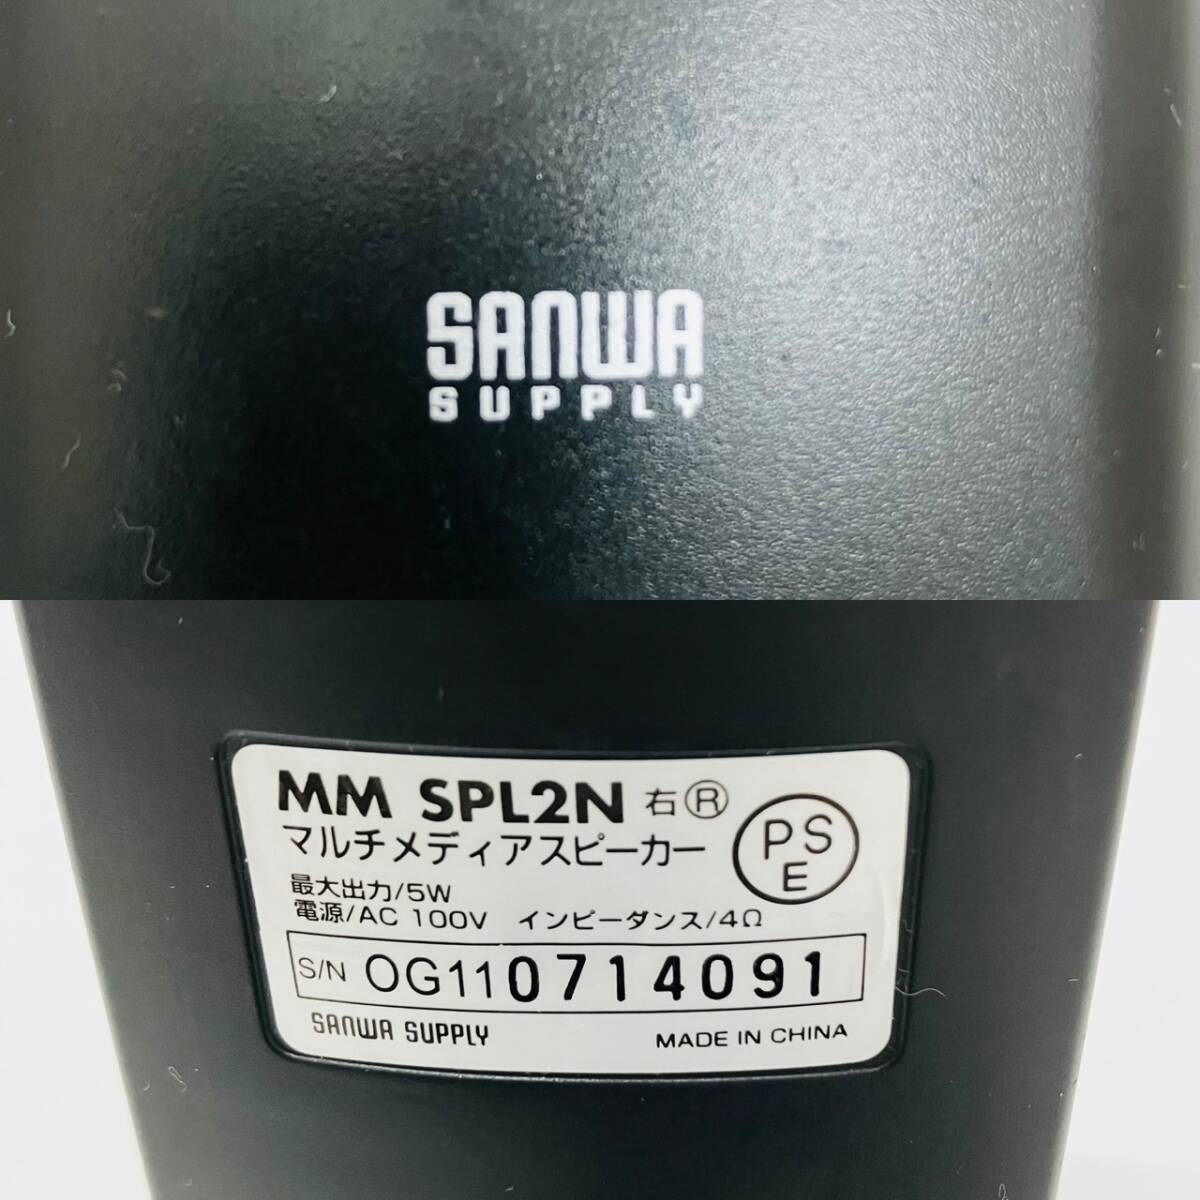 SANWA
SUPPLY
MM SPL2N 右Ⓡ
マルチメディアスピーカー
PSE
最大出力/5W
電源/AC 100V インピーダンス/4Ω
S/N OG110714091
SANWA SUPPLY MADE IN CHINA